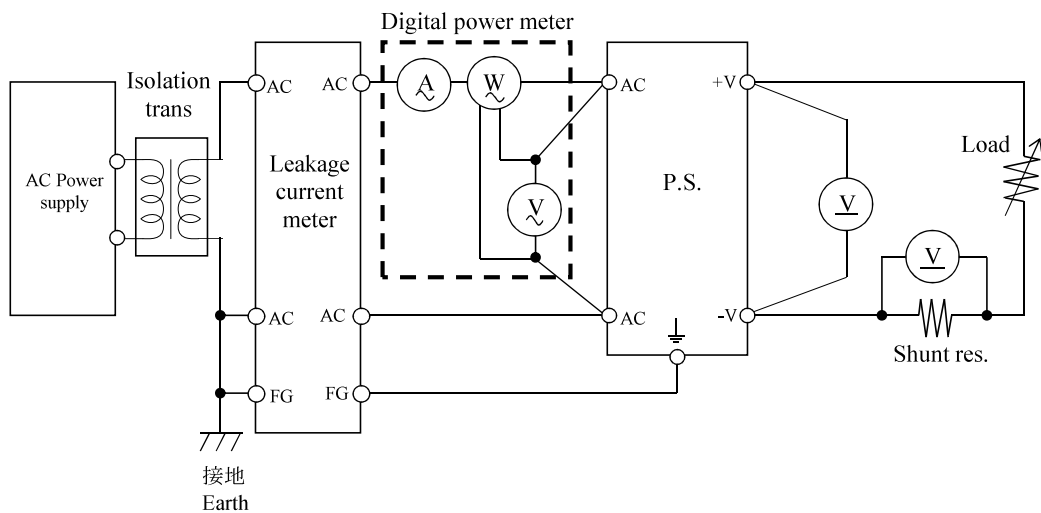 Digital power meter
Isolation
trans
AC Power
supply
AC
AC
A
W
AC
+V
Leakage
current
meter
V
P.S.
V
Load
V
AC
AC
AC
-V
Shunt res.
FG
FG
接地
Earth